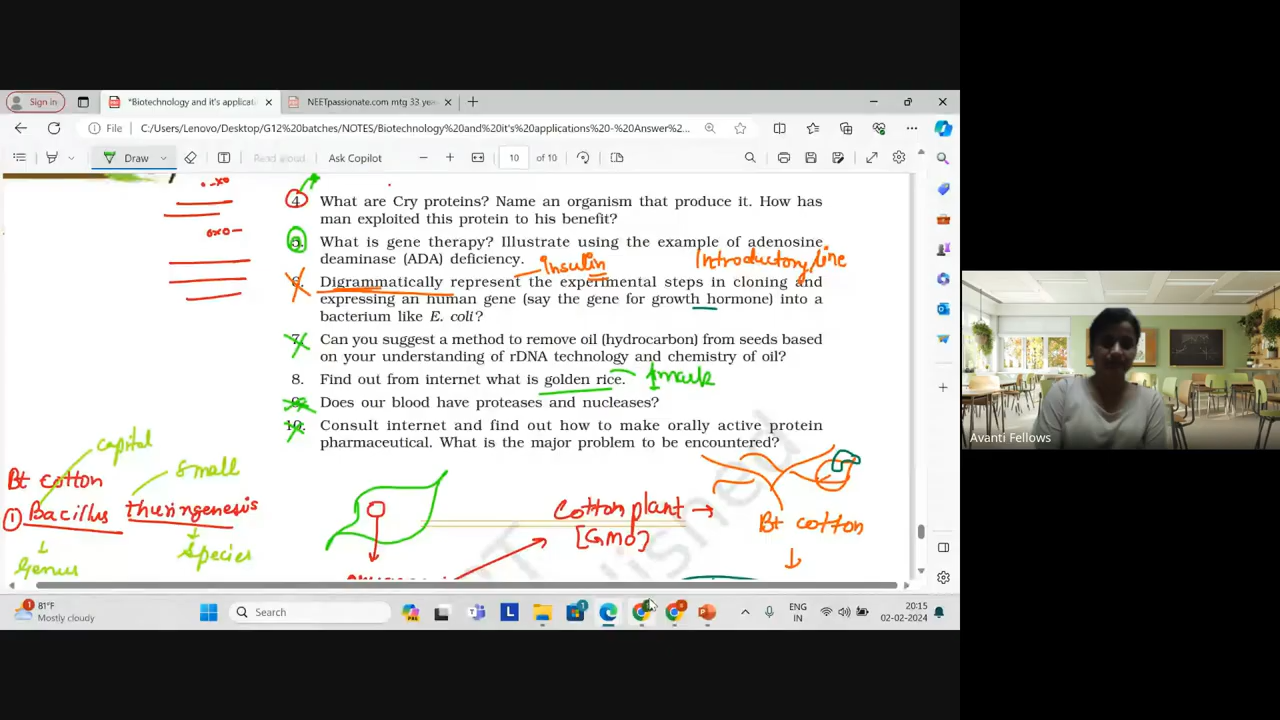 Sign in
*Biotechnology and it's applicati
NEETpassionate.com mtg 33 ye
File
C:/Users/Lenovo/Desktop/G12%20batches/NOTES/Biotechnology%20and%20it's%20applications%20-%20Answer%2...
Draw
Read aloud
Ask Copilot
10 of 10
4. What are Cry proteins? Name an organism that produce it. How has
man exploited this protein to his benefit?
5. What is gene therapy? Illustrate using the example of adenosine
deaminase (ADA) deficiency.
insulin
Introductory line
6. Digrammatically represent the experimental steps in cloning and
expressing an human gene (say the gene for growth hormone) into a
bacterium like E. coli?
7. Can you suggest a method to remove oil (hydrocarbon) from seeds based
on your understanding of rDNA technology and chemistry of oil?
8. Find out from internet what is golden rice.
1mark
9. Does our blood have proteases and nucleases?
10. Consult internet and find out how to make orally active protein
pharmaceutical. What is the major problem to be encountered?
capital
Bt cotton
small
① Bacillus thuringenesis
Genus
Species
Cotton plant →
[GMO]
Bt cotton
Avanti Fellows
81°F
Mostly cloudy
Search
ENG
IN
20:15
02-02-2024